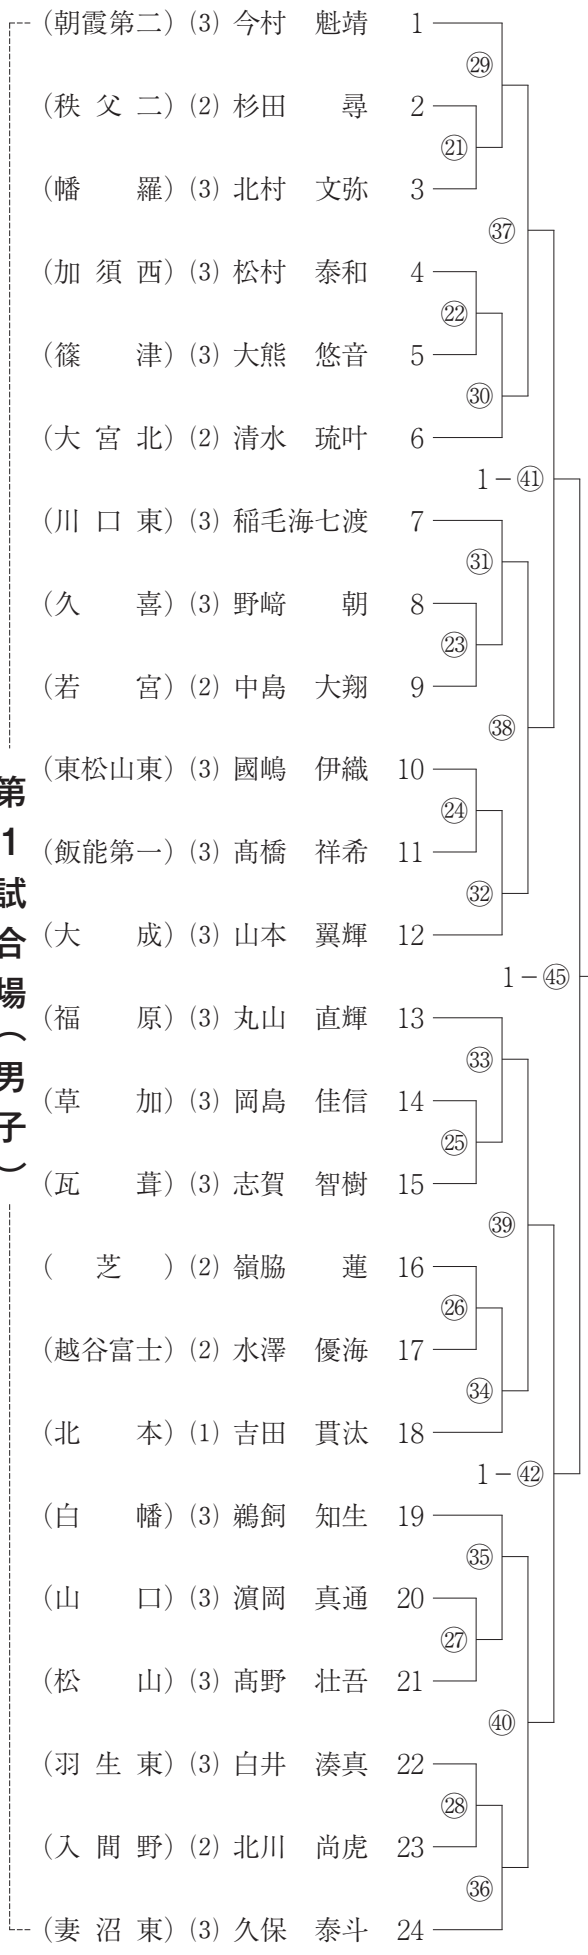 (朝霞第二) (3) 今村 魁靖 1
㉙
(秩父二) (2) 杉田 尋 2
㉑
(幡羅) (3) 北村 文弥 3
㊲
(加須西) (3) 松村 泰和 4
㉒
(篠津) (3) 大熊 悠音 5
㉚
(大宮北) (2) 清水 琉叶 6
1-㊶
(川口東) (3) 稲毛海七渡 7
㉛
(久喜) (3) 野﨑 朝 8
㉓
(若宮) (2) 中島 大翔 9
㊳
(東松山東) (3) 國嶋 伊織 10
㉔
(飯能第一) (3) 髙橋 祥希 11
㉜
(大成) (3) 山本 翼輝 12
1-㊺
(福原) (3) 丸山 直輝 13
㉝
(草加) (3) 岡島 佳信 14
㉕
(瓦葺) (3) 志賀 智樹 15
㊴
(芝) (2) 嶺脇 蓮 16
㉖
(越谷富士) (2) 水澤 優海 17
㉞
(北本) (1) 吉田 貫汰 18
1-㊷
(白幡) (3) 鵜飼 知生 19
㉟
(山口) (3) 濵岡 真通 20
㉗
(松山) (3) 髙野 壮吾 21
㊵
(羽生東) (3) 白井 湊真 22
㉘
(入間野) (2) 北川 尚虎 23
㊱
(妻沼東) (3) 久保 泰斗 24
第1試合場(男子)